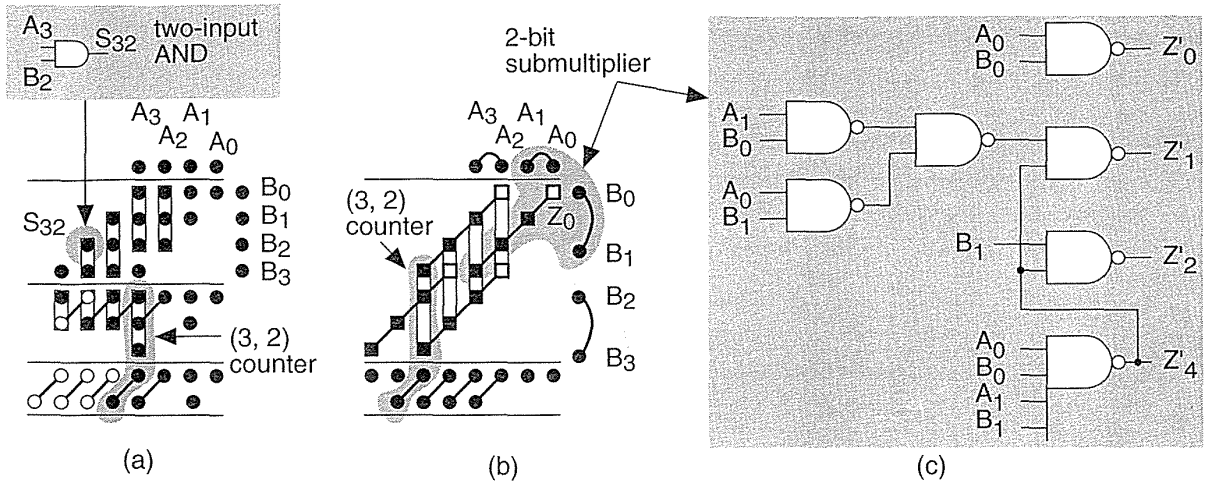 A3
B2
S32
two-input
AND
A3 A1
A2 A0
B0
B1
B2
B3
S32
(3, 2)
counter
(a)
2-bit
submultiplier
A3 A1
A2 A0
(3, 2)
counter
Z0
B0
B1
B2
B3
(b)
A0
B0
Z'0
A1
B0
A0
B1
Z'1
B1
Z'2
A0
B0
A1
B1
Z'4
(c)